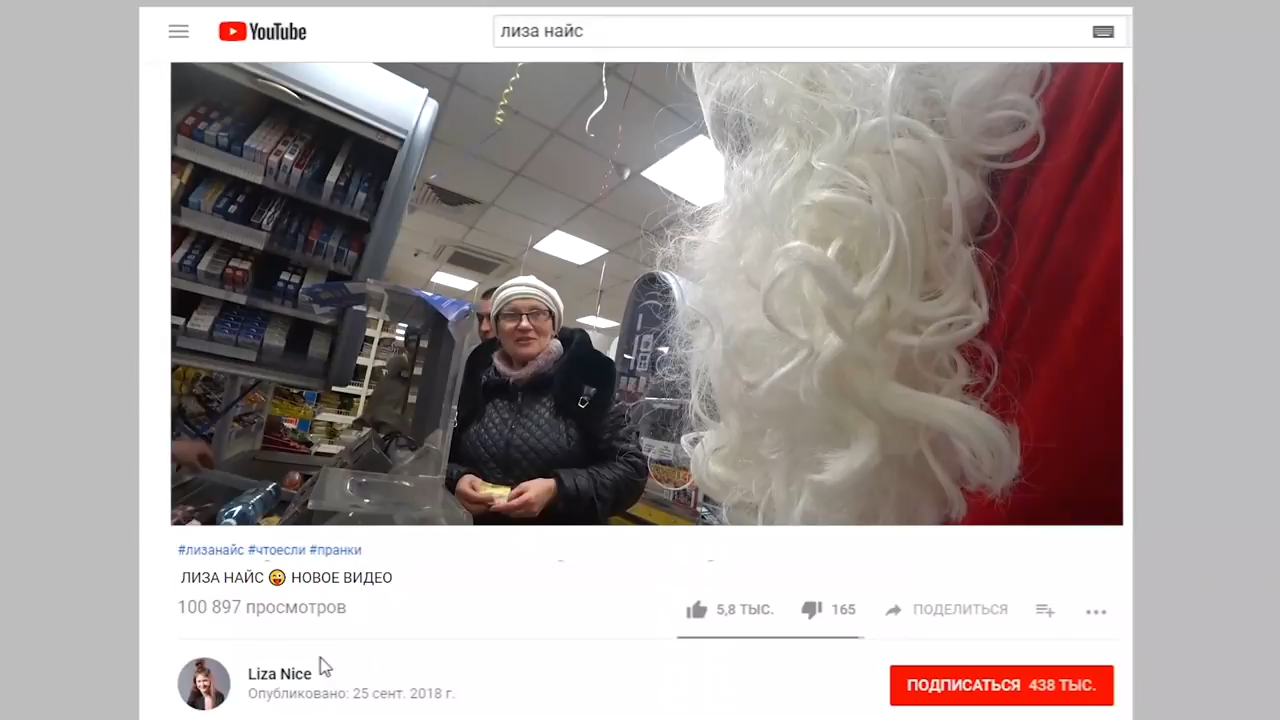 YouTube
лиза найс
#лизанайс #чтоесли #пранки
ЛИЗА НАЙС 😜 НОВОЕ ВИДЕО
100 897 просмотров
5,8 ТЫС. 165 ПОДЕЛИТЬСЯ
Liza Nice
Опубликовано: 25 сент. 2018 г.
ПОДПИСАТЬСЯ 438 ТЫС.